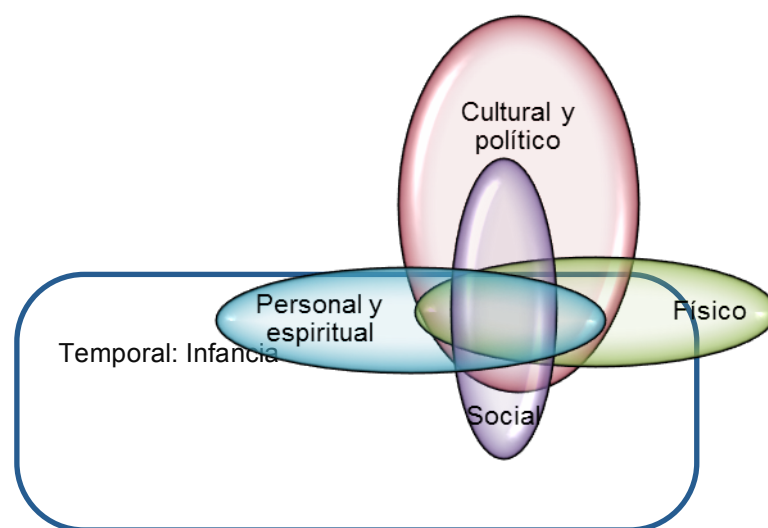 Cultural y
político
Personal y
espiritual
Físico
Temporal: Infancia
Social